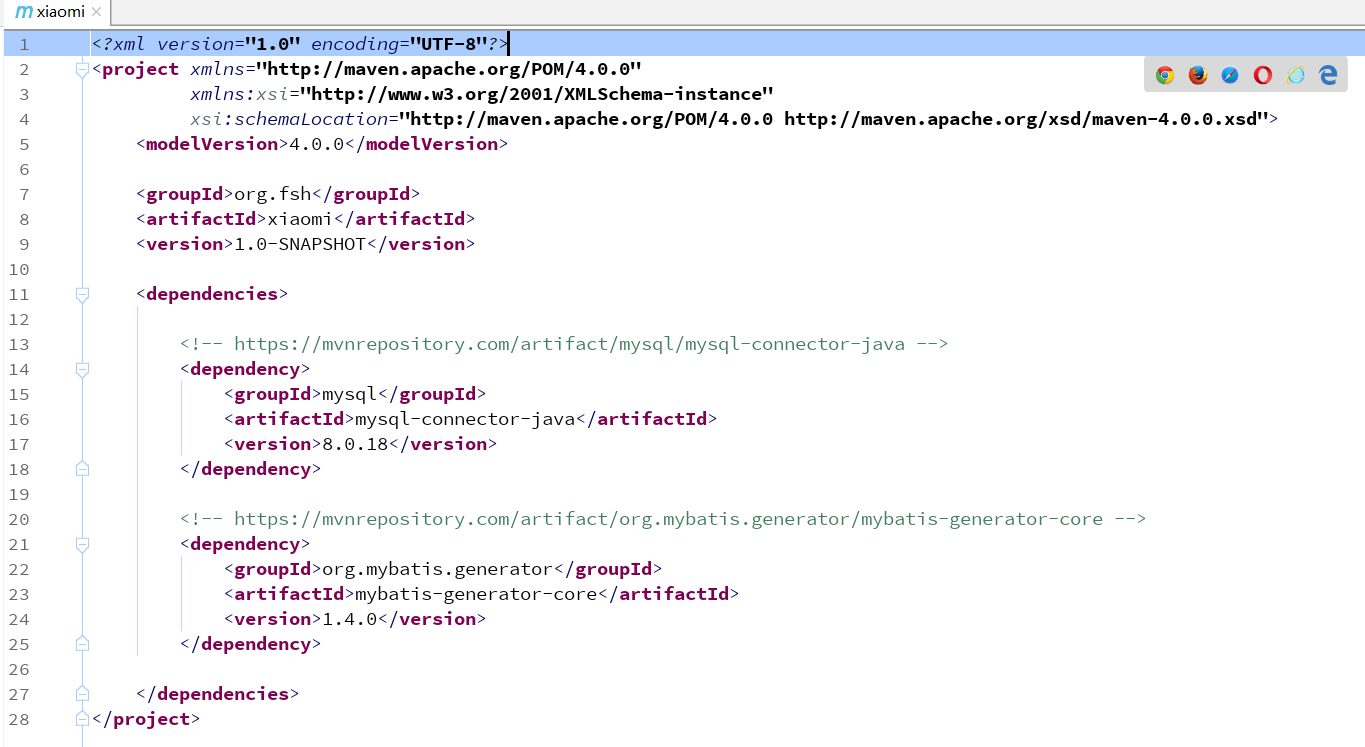 xiaomi
1 <?xml version="1.0" encoding="UTF-8"?>
2 <project xmlns="http://maven.apache.org/POM/4.0.0"
3          xmlns:xsi="http://www.w3.org/2001/XMLSchema-instance"
4          xsi:schemaLocation="http://maven.apache.org/POM/4.0.0 http://maven.apache.org/xsd/maven-4.0.0.xsd">
5     <modelVersion>4.0.0</modelVersion>
6
7     <groupId>org.fsh</groupId>
8     <artifactId>xiaomi</artifactId>
9     <version>1.0-SNAPSHOT</version>
10
11     <dependencies>
12
13         <!-- https://mvnrepository.com/artifact/mysql/mysql-connector-java -->
14         <dependency>
15             <groupId>mysql</groupId>
16             <artifactId>mysql-connector-java</artifactId>
17             <version>8.0.18</version>
18         </dependency>
19
20         <!-- https://mvnrepository.com/artifact/org.mybatis.generator/mybatis-generator-core -->
21         <dependency>
22             <groupId>org.mybatis.generator</groupId>
23             <artifactId>mybatis-generator-core</artifactId>
24             <version>1.4.0</version>
25         </dependency>
26
27     </dependencies>
28 </project>